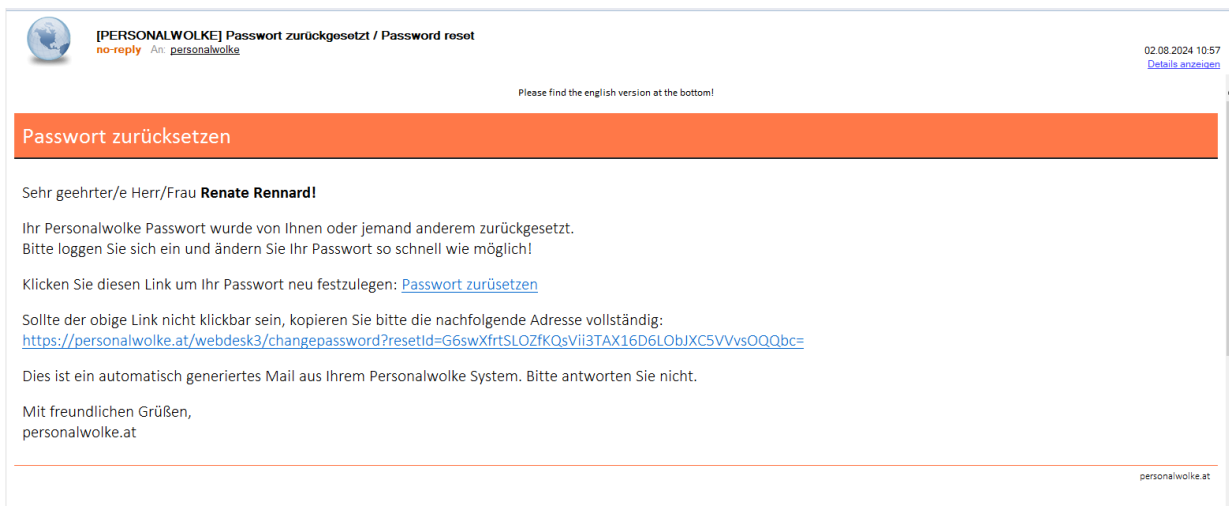 [PERSONALWOLKE] Passwort zurückgesetzt / Password reset
no-reply An: personalwolke
02.08.2024 10:57
Details anzeigen
Please find the english version at the bottom!
Passwort zurücksetzen
Sehr geehrter/e Herr/Frau Renate Rennard!
Ihr Personalwolke Passwort wurde von Ihnen oder jemand anderem zurückgesetzt.
Bitte loggen Sie sich ein und ändern Sie Ihr Passwort so schnell wie möglich!
Klicken Sie diesen Link um Ihr Passwort neu festzulegen: Passwort zurüsetzen
Sollte der obige Link nicht klickbar sein, kopieren Sie bitte die nachfolgende Adresse vollständig:
https://personalwolke.at/webdesk3/changepassword?resetId=G6swXfrtSLOZfKQsVii3TAX16D6LObJXC5VVvsOQQbc=
Dies ist ein automatisch generiertes Mail aus Ihrem Personalwolke System. Bitte antworten Sie nicht.
Mit freundlichen Grüßen,
personalwolke.at
personalwolke.at